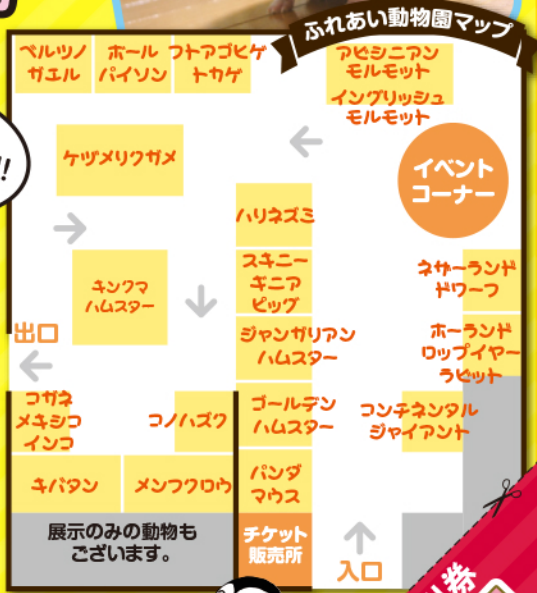 ふれあい動物園マップ
ベルツノ
ガエル
ホール
パイソン
フトアゴヒゲ
トカゲ
アビシニアン
モルモット
イングリッシュ
モルモット
!!
ケヅメリクガメ
イベント
コーナー
ハリネズミ
スキニー
ギニア
ピッグ
ネザーランド
ドワーフ
キンクマ
ハムスター
ジャンガリアン
ハムスター
ホーランド
ロップイヤー
ラビット
出口
コガネ
メキシコ
インコ
コノハズク
ゴールデン
ハムスター
コンチネンタル
ジャイアント
キバタン
メンフクロウ
パンダ
マウス
展示のみの動物も
ございます。
チケット
販売所
入口
券